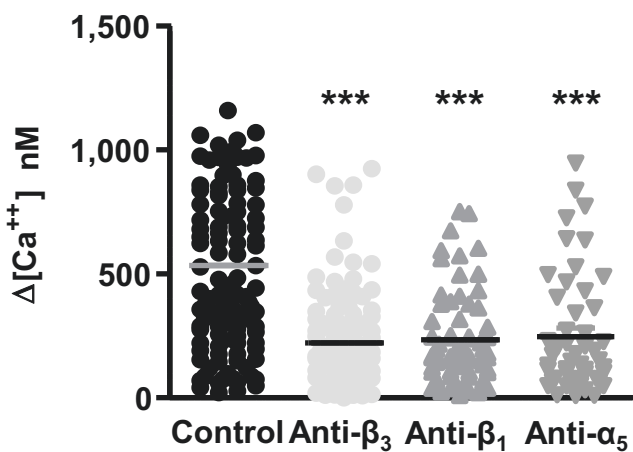 1,500
*** *** ***
1,000
Δ[Ca⁺⁺] nM
500
0
Control Anti-β₃ Anti-β₁ Anti-α₅